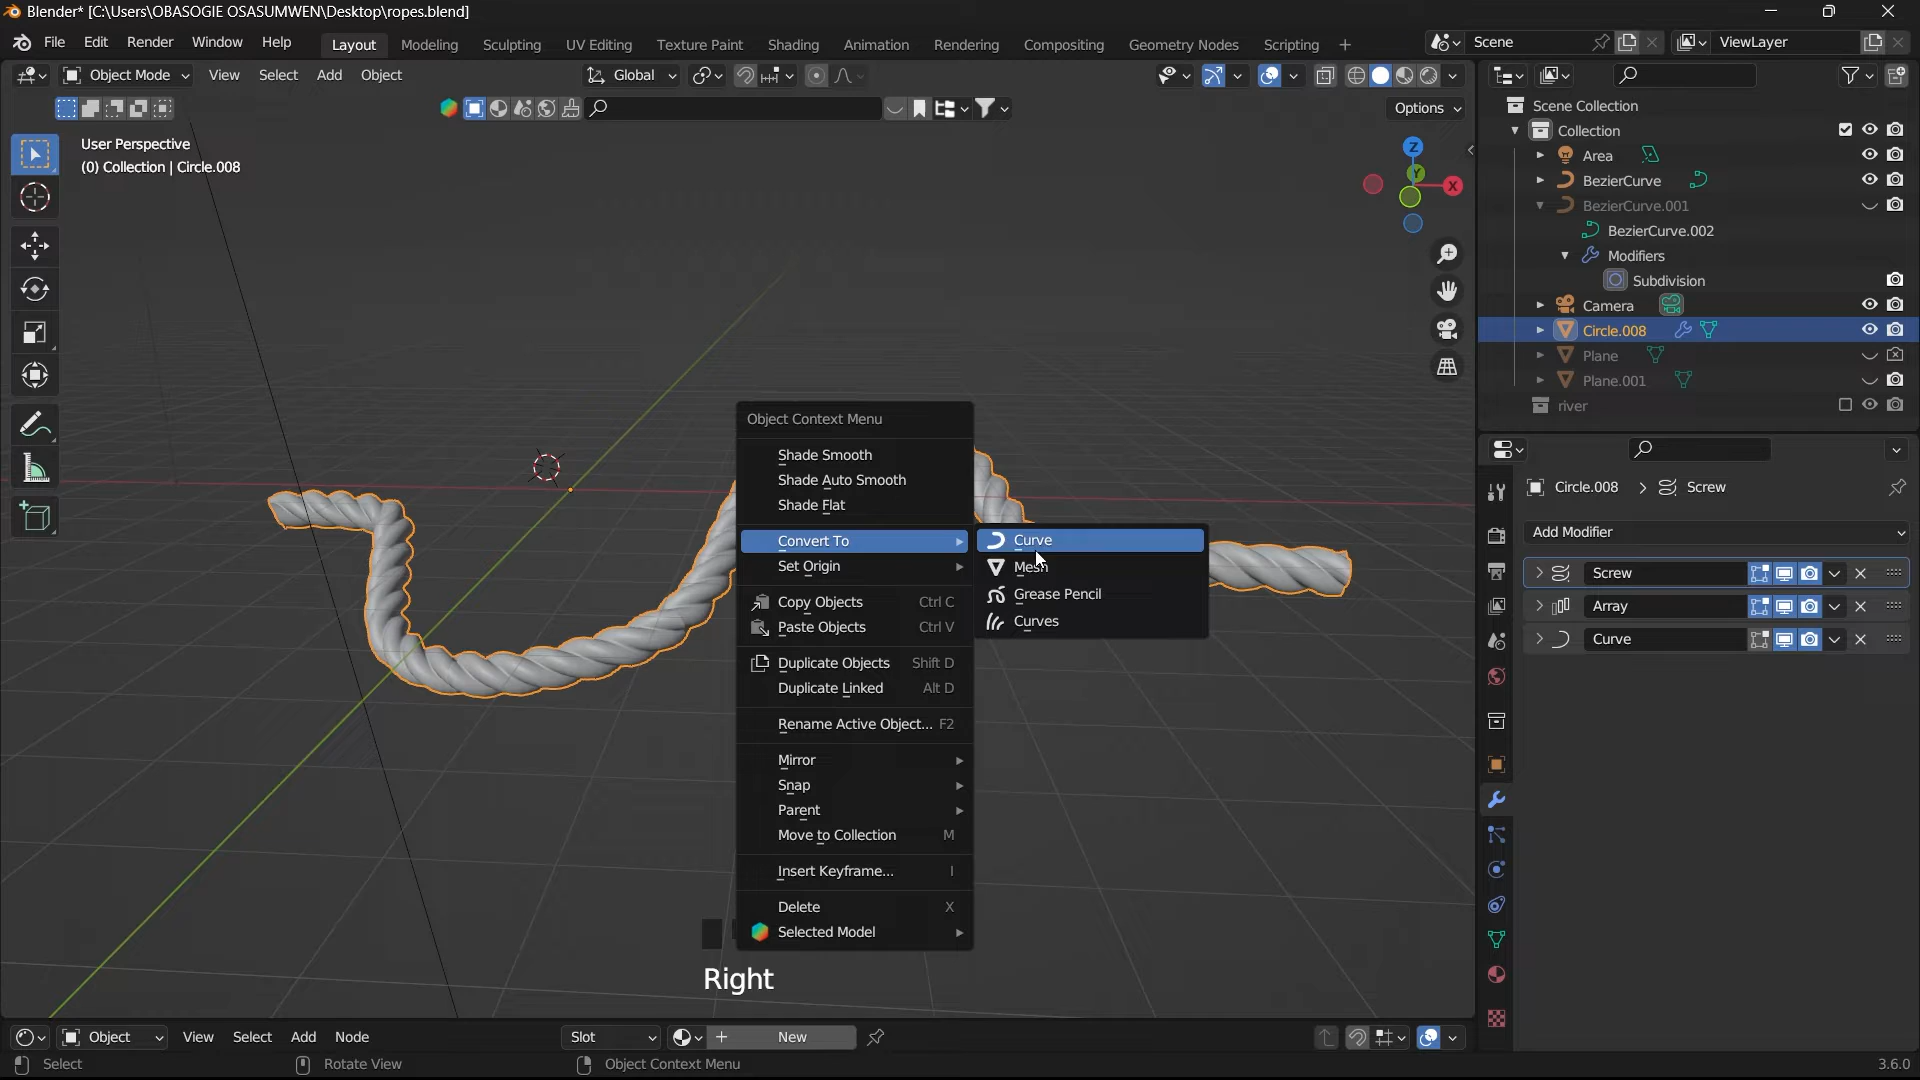 Blender* [C:\Users\OBASOGIE OSASUMWEN\Desktop\ropes.blend]
File Edit Render Window Help Layout Modeling Sculpting UV Editing Texture Paint Shading Animation Rendering Compositing Geometry Nodes Scripting + Scene ViewLayer
Object Mode View Select Add Object Global
Options
User Perspective
(0) Collection | Circle.008
Z
Y
X
Scene Collection
Collection
Area
BezierCurve
BezierCurve.001
BezierCurve.002
Modifiers
Subdivision
Camera
Circle.008
Plane
Plane.001
river
Circle.008 > Screw
Add Modifier
Screw
Array
Curve
Object Context Menu
Shade Smooth
Shade Auto Smooth
Shade Flat
Convert To
Set Origin
Copy Objects Ctrl C
Paste Objects Ctrl V
Duplicate Objects Shift D
Duplicate Linked Alt D
Rename Active Object... F2
Mirror
Snap
Parent
Move to Collection M
Insert Keyframe... I
Delete X
Selected Model
Curve
Mesh
Grease Pencil
Curves
Right
Object View Select Add Node Slot + New
Select Rotate View Object Context Menu 3.6.0